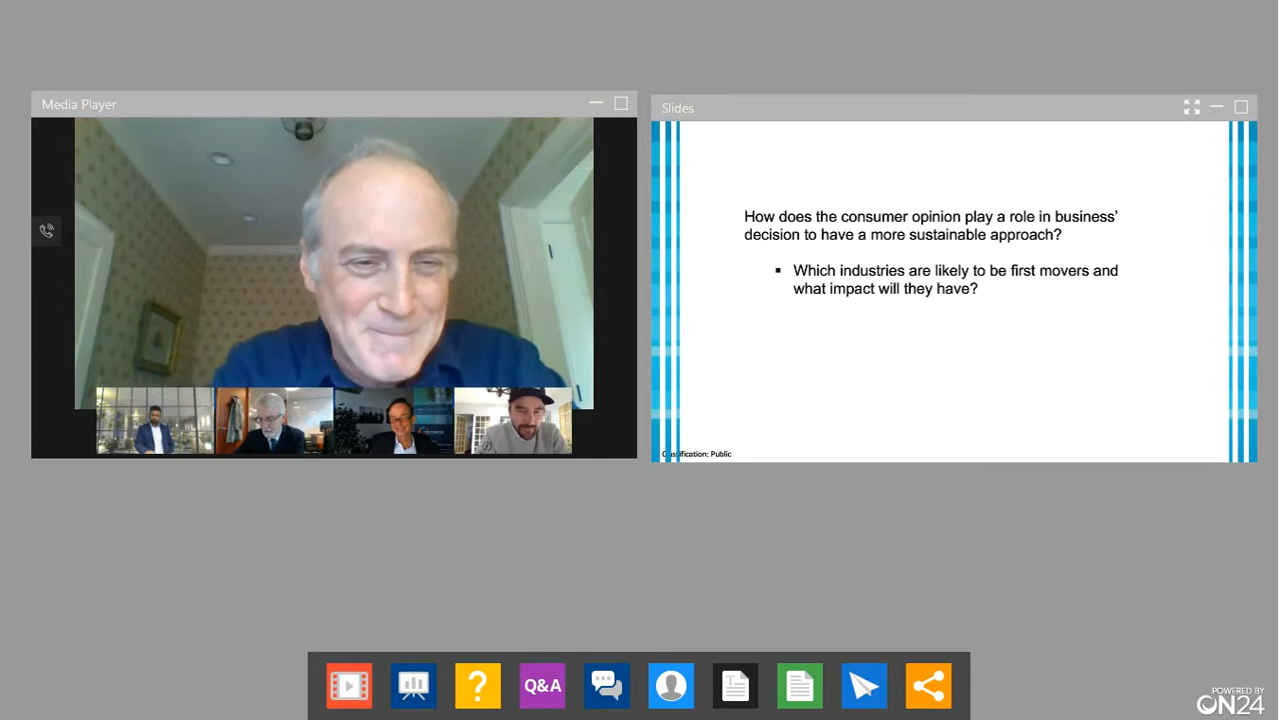 Media Player
Slides
How does the consumer opinion play a role in business'
decision to have a more sustainable approach?
▪ Which industries are likely to be first movers and
what impact will they have?
Classification: Public
?
Q&A
T
POWERED BY
ON24